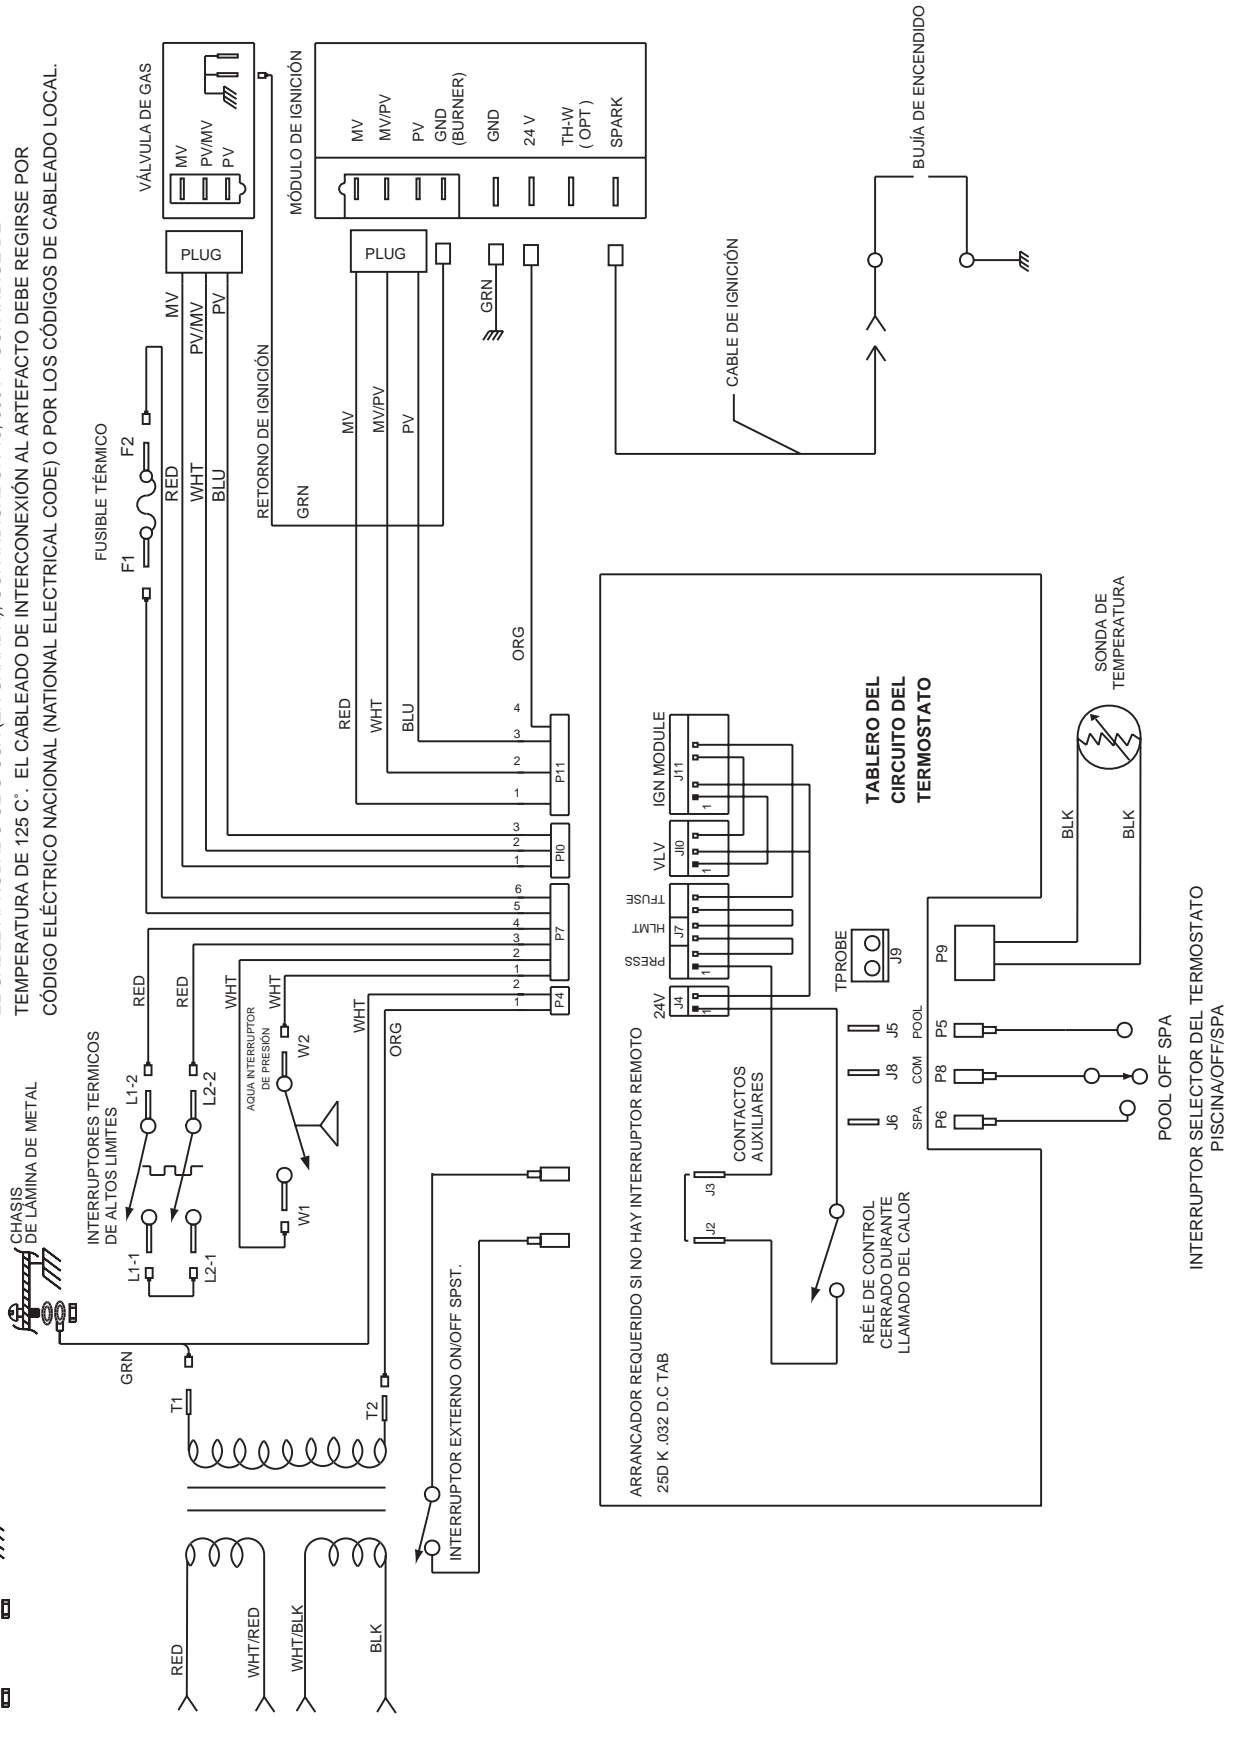 TEMPERATURA DE 125 C°. EL CABLEADO DE INTERCONEXIÓN AL ARTEFACTO DEBE REGIRSE POR
CÓDIGO ELÉCTRICO NACIONAL (NATIONAL ELECTRICAL CODE) O POR LOS CÓDIGOS DE CABLEADO LOCAL.
CHASIS
DE LÁMINA DE METAL
GRN
T1
T2
RED
WHT/RED
WHT/BLK
BLK
INTERRUPTORES TERMICOS
DE ALTOS LIMITES
L1-1
L1-2
L2-1
L2-2
RED
RED
WHT
WHT
AQUA INTERRUPTOR
DE PRESIÓN
W1
W2
WHT
ORG
INTERRUPTOR EXTERNO ON/OFF SPST.
FUSIBLE TÉRMICO
F1
F2
VÁLVULA DE GAS
MV
PV/MV
PV
PLUG
MV
PV/MV
PV
RED
WHT
BLU
RETORNO DE IGNICIÓN
GRN
MÓDULO DE IGNICIÓN
MV
MV/PV
PV
GND
(BURNER)
GND
24 V
TH-W
( OPT )
SPARK
PLUG
MV
MV/PV
PV
GRN
RED
WHT
BLU
ORG
1
2
P4
1
2
3
4
5
6
P7
1
2
3
PI0
1
2
3
4
P11
CABLE DE IGNICIÓN
BUJÍA DE ENCENDIDO
ARRANCADOR REQUERIDO SI NO HAY INTERRUPTOR REMOTO
25D K .032 D.C TAB
J2
J3
CONTACTOS
AUXILIARES
RÉLE DE CONTROL
CERRADO DURANTE
LLAMADO DEL CALOR
24V
J4
1
PRESS
HLMT
TFUSE
J7
1
VLV
JI0
1
IGN MODULE
J11
1
TABLERO DEL
CIRCUITO DEL
TERMOSTATO
TPROBE
J9
J6
J8
J5
SPA
COM
POOL
P6
P8
P5
P9
BLK
BLK
SONDA DE
TEMPERATURA
POOL OFF SPA
INTERRUPTOR SELECTOR DEL TERMOSTATO
PISCINA/OFF/SPA